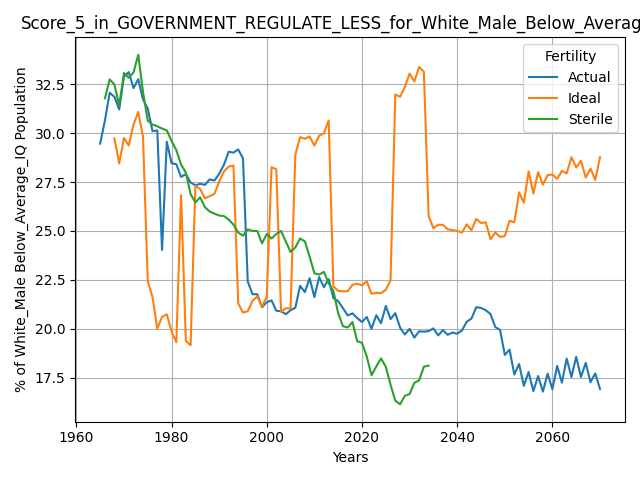 Score_5_in_GOVERNMENT_REGULATE_LESS_for_White_Male_Below_Averag
% of White_Male Below_Average_IQ Population
32.5
30.0
27.5
25.0
22.5
20.0
17.5
Fertility
Actual
Ideal
Sterile
1960 1980 2000 2020 2040 2060
Years